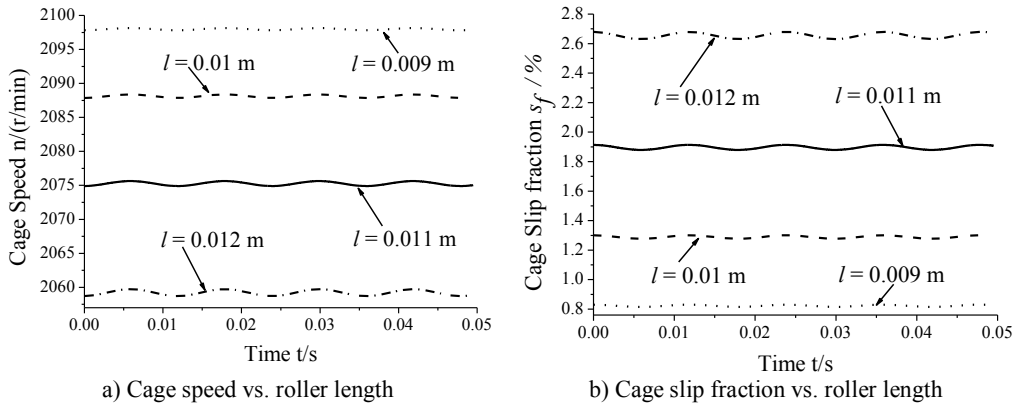 2100
2095
2090
2085
2080
2075
2070
2065
2060
Cage Speed n/(r/min)
l = 0.01 m
l = 0.009 m
l = 0.012 m
l = 0.011 m
0.00 0.01 0.02 0.03 0.04 0.05
Time t/s
a) Cage speed vs. roller length
2.8
2.6
2.4
2.2
2.0
1.8
1.6
1.4
1.2
1.0
0.8
Cage Slip fraction s_f / %
l = 0.012 m
l = 0.011 m
l = 0.01 m
l = 0.009 m
0.00 0.01 0.02 0.03 0.04 0.05
Time t/s
b) Cage slip fraction vs. roller length